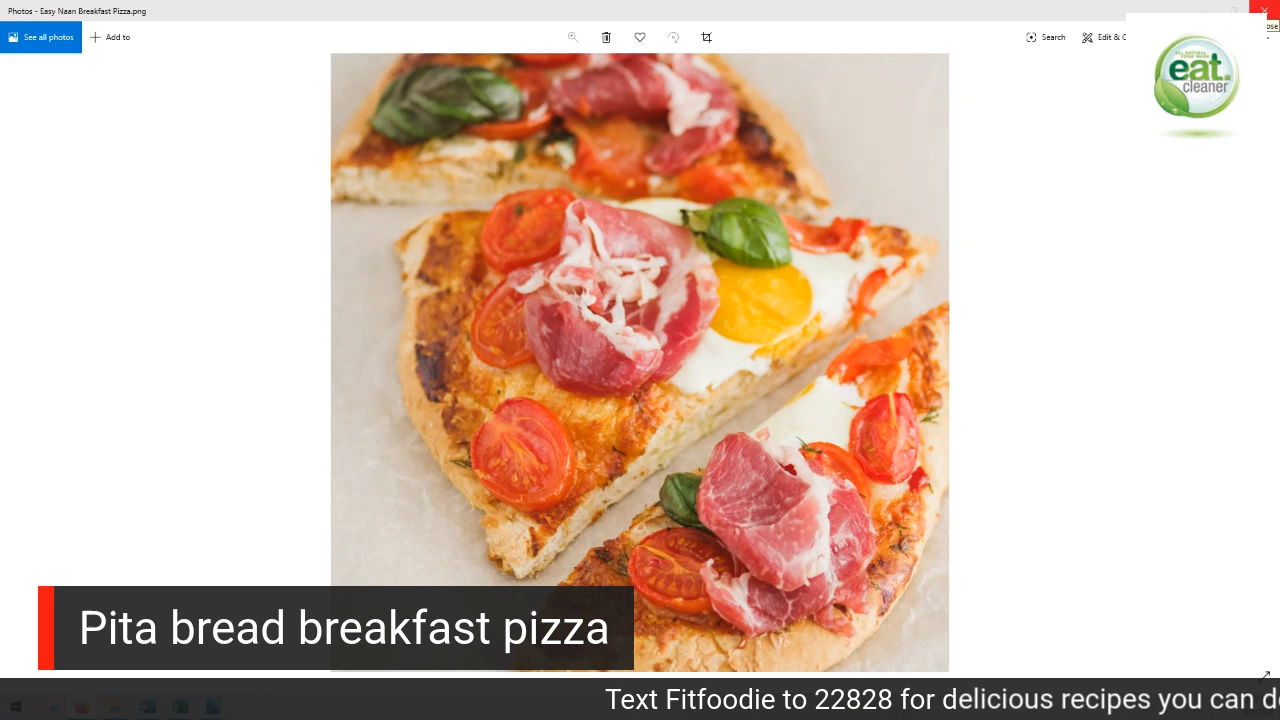 Photos - Easy Naan Breakfast Pizza.png
See all photos
Add to
Search
Edit & C
eat.
cleaner
Pita bread breakfast pizza
Text Fitfoodie to 22828 for delicious recipes you can d